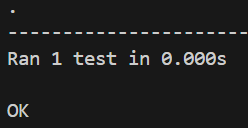 .
----------------------
Ran 1 test in 0.000s
OK